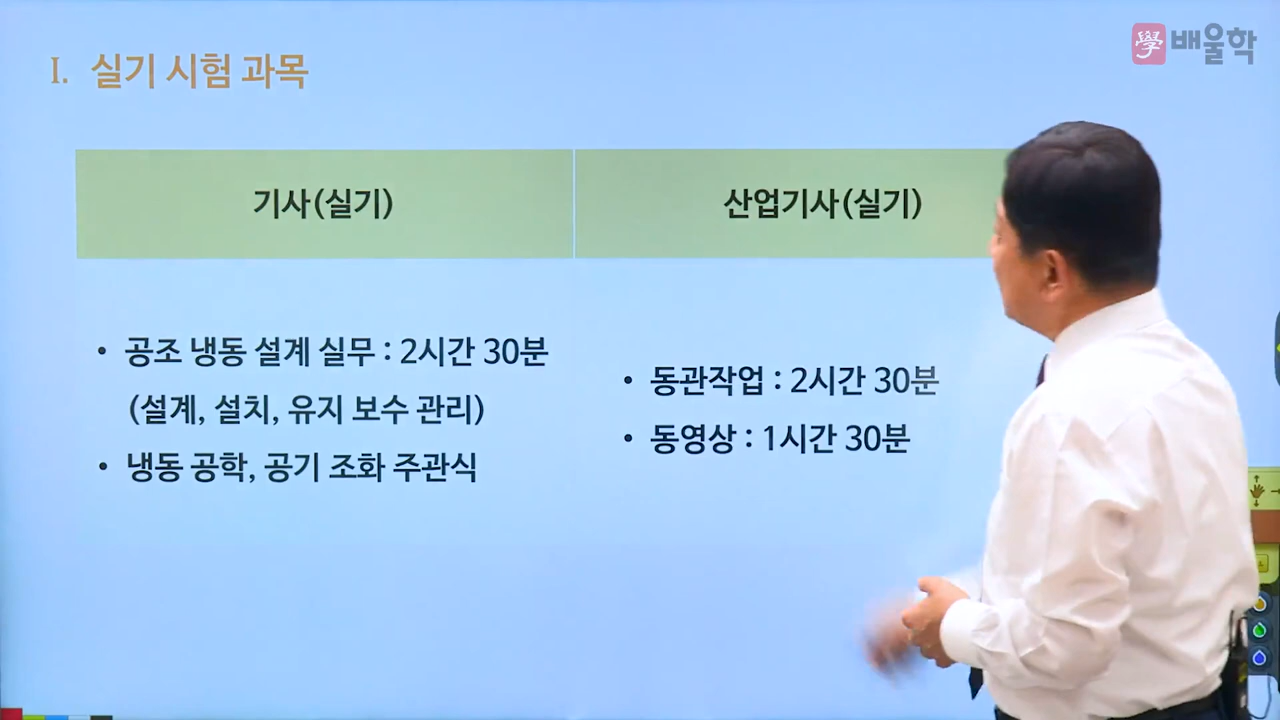 I. 실기 시험 과목
學 배울학
기사(실기)
산업기사(실기)
• 공조 냉동 설계 실무 : 2시간 30분
(설계, 설치, 유지 보수 관리)
• 냉동 공학, 공기 조화 주관식
• 동관작업 : 2시간 30분
• 동영상 : 1시간 30분